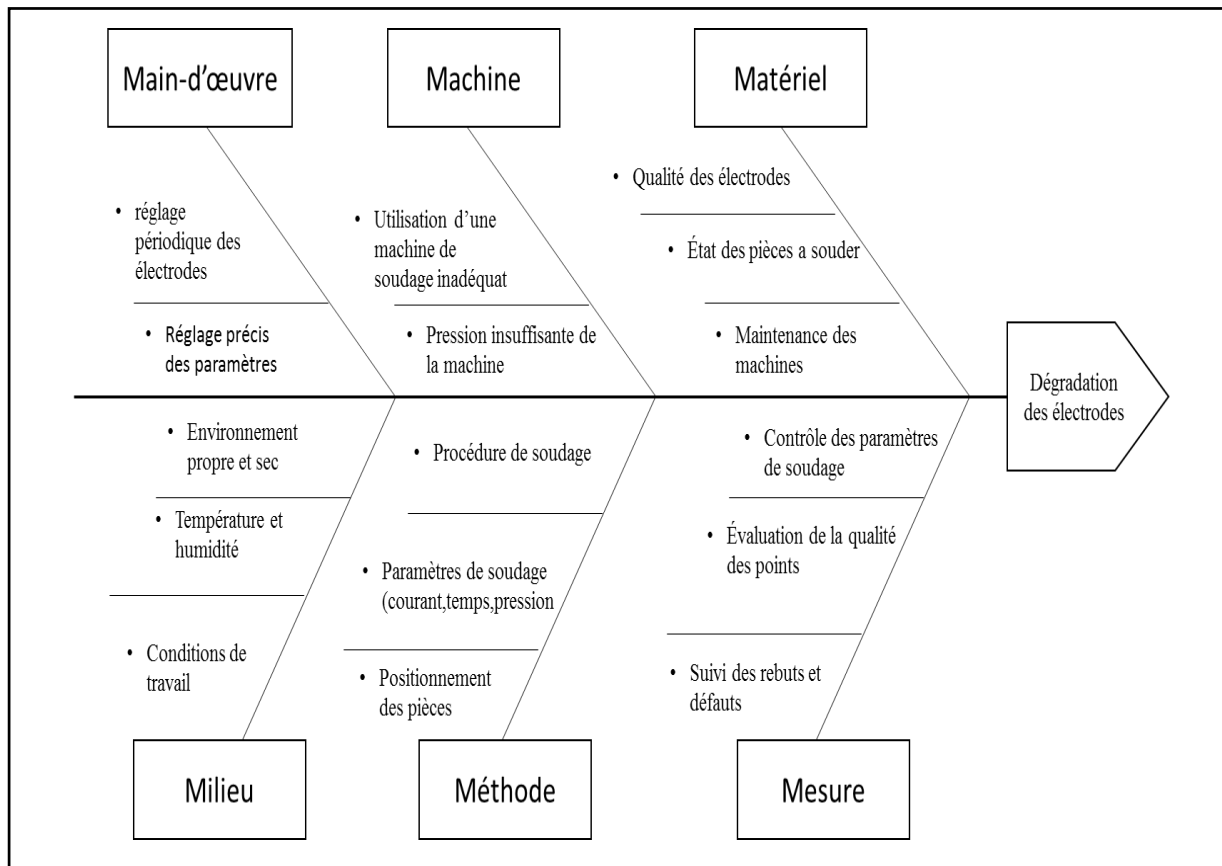 Main-d'œuvre
Machine
Matériel
• réglage
périodique des
électrodes
• Réglage précis
des paramètres
• Utilisation d'une
machine de
soudage inadéquat
• Pression insuffisante de
la machine
• Qualité des électrodes
• État des pièces a souder
• Maintenance des
machines
Dégradation
des électrodes
• Environnement
propre et sec
• Température et
humidité
• Conditions de
travail
• Procédure de soudage
• Paramètres de soudage
(courant,temps,pression
• Positionnement
des pièces
• Contrôle des paramètres
de soudage
• Évaluation de la qualité
des points
• Suivi des rebuts et
défauts
Milieu
Méthode
Mesure